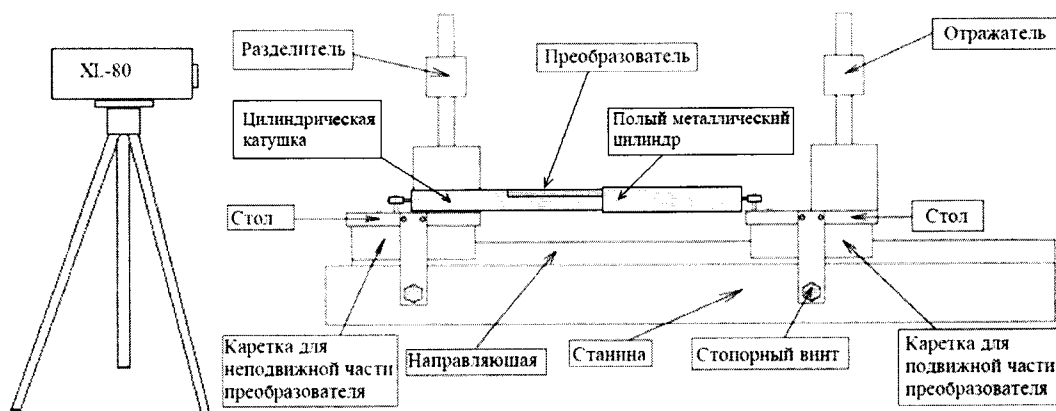 XL-80
Разделитель
Преобразователь
Отражатель
Цилиндрическая
катушка
Полый металлический
цилиндр
Стол
Стол
Каретка для
неподвижной части
преобразователя
Направляюшая
Станина
Стопорный винт
Каретка для
подвижной части
преобразователя